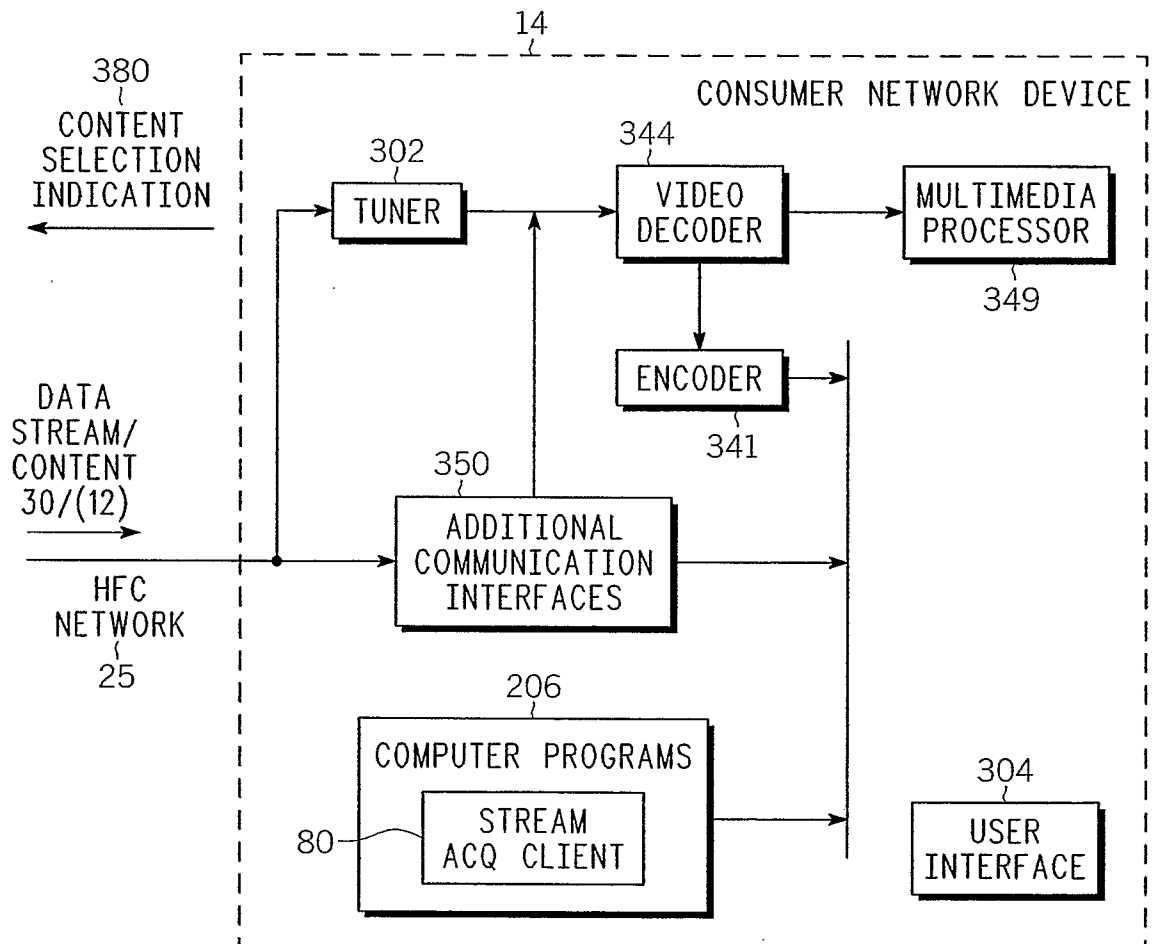 14
380
CONTENT
SELECTION
INDICATION
CONSUMER NETWORK DEVICE
302
TUNER
344
VIDEO
DECODER
MULTIMEDIA
PROCESSOR
349
ENCODER
341
DATA
STREAM/
CONTENT
30/(12)
HFC
NETWORK
25
350
ADDITIONAL
COMMUNICATION
INTERFACES
206
COMPUTER PROGRAMS
80
STREAM
ACQ CLIENT
304
USER
INTERFACE